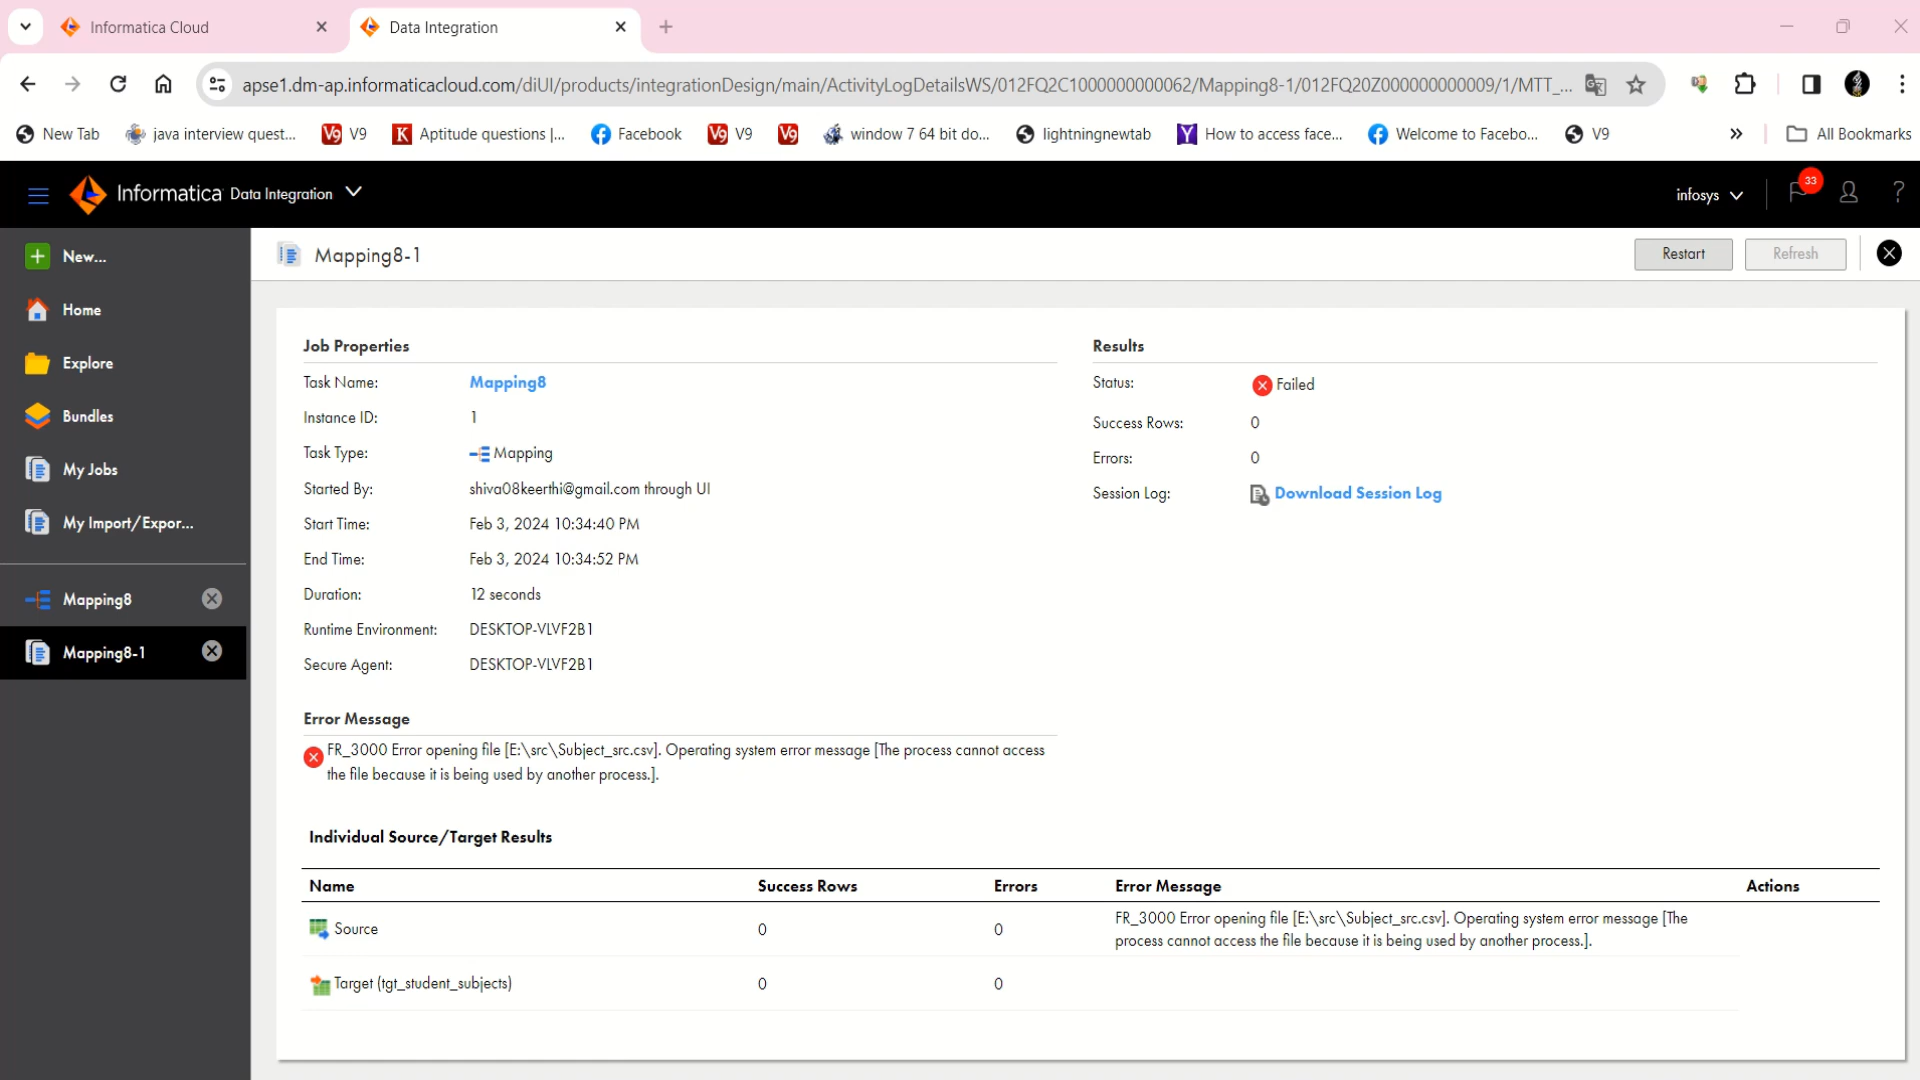 Informatica Cloud
Data Integration
apse1.dm-ap.informaticacloud.com/diUI/products/integrationDesign/main/ActivityLogDetailsWS/012FQ2C1000000000062/Mapping8-1/012FQ20Z000000000009/1/MTT_...
New Tab
java interview quest...
V9 V9
K Aptitude questions |...
Facebook
V9 V9
V9
window 7 64 bit do...
lightningnewtab
Y How to access face...
Welcome to Facebo...
V9
»
All Bookmarks
Informatica Data Integration
infosys
33
?
New...
Home
Explore
Bundles
My Jobs
My Import/Expor...
Mapping8
Mapping8-1
Mapping8-1
Restart
Refresh
Job Properties
Task Name: Mapping8
Instance ID: 1
Task Type: Mapping
Started By: shiva08keerthi@gmail.com through UI
Start Time: Feb 3, 2024 10:34:40 PM
End Time: Feb 3, 2024 10:34:52 PM
Duration: 12 seconds
Runtime Environment: DESKTOP-VLVF2B1
Secure Agent: DESKTOP-VLVF2B1
Results
Status: Failed
Success Rows: 0
Errors: 0
Session Log: Download Session Log
Error Message
FR_3000 Error opening file [E:\src\Subject_src.csv]. Operating system error message [The process cannot access
the file because it is being used by another process.].
Individual Source/Target Results
Name Success Rows Errors Error Message Actions
Source 0 0 FR_3000 Error opening file [E:\src\Subject_src.csv]. Operating system error message [The
process cannot access the file because it is being used by another process.].
Target (tgt_student_subjects) 0 0